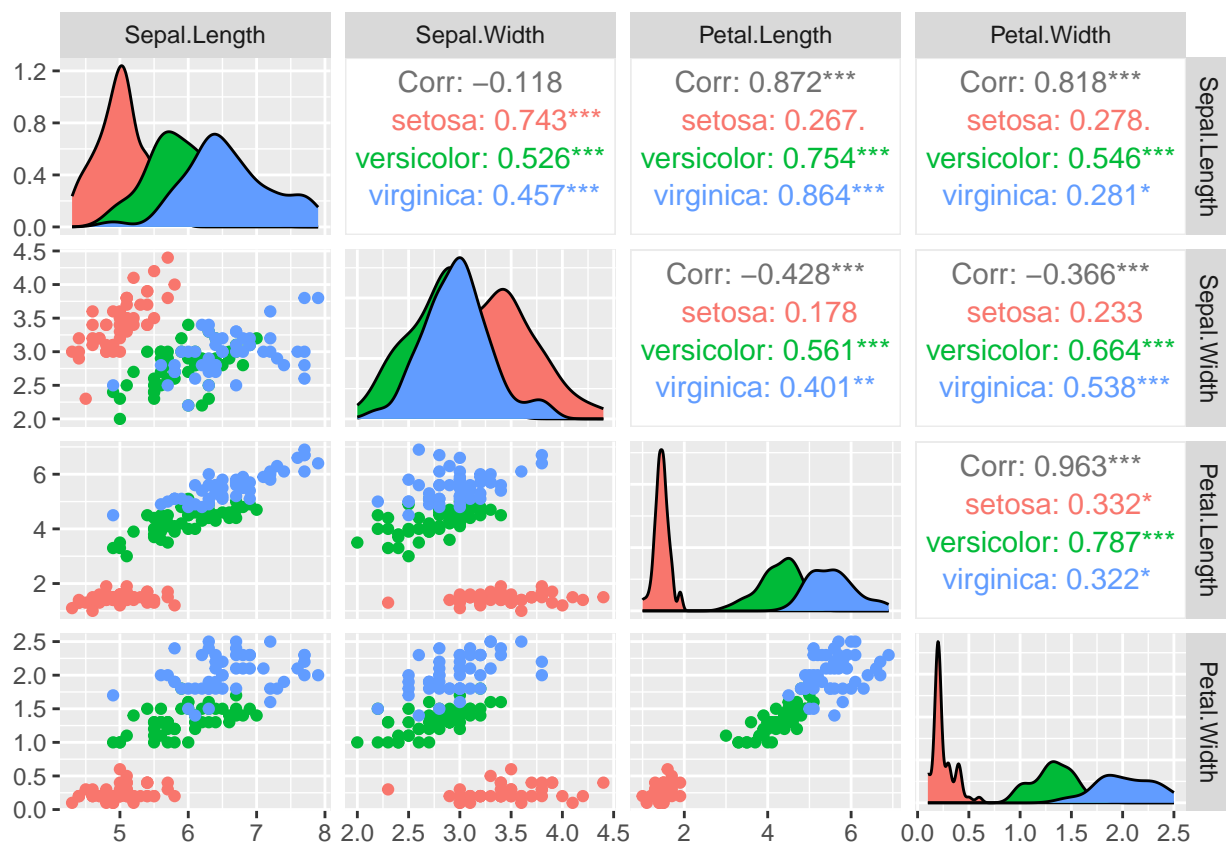 Sepal.Length Sepal.Width Petal.Length Petal.Width
1.2
0.8
0.4
0.0
Corr: −0.118
setosa: 0.743***
versicolor: 0.526***
virginica: 0.457***
Corr: 0.872***
setosa: 0.267.
versicolor: 0.754***
virginica: 0.864***
Corr: 0.818***
setosa: 0.278.
versicolor: 0.546***
virginica: 0.281*
Sepal.Length
4.5
4.0
3.5
3.0
2.5
2.0
Corr: −0.428***
setosa: 0.178
versicolor: 0.561***
virginica: 0.401**
Corr: −0.366***
setosa: 0.233
versicolor: 0.664***
virginica: 0.538***
Sepal.Width
6
4
2
Corr: 0.963***
setosa: 0.332*
versicolor: 0.787***
virginica: 0.322*
Petal.Length
2.5
2.0
1.5
1.0
0.5
0.0
Petal.Width
5 6 7 8 2.0 2.5 3.0 3.5 4.0 4.5 2 4 6 0.0 0.5 1.0 1.5 2.0 2.5